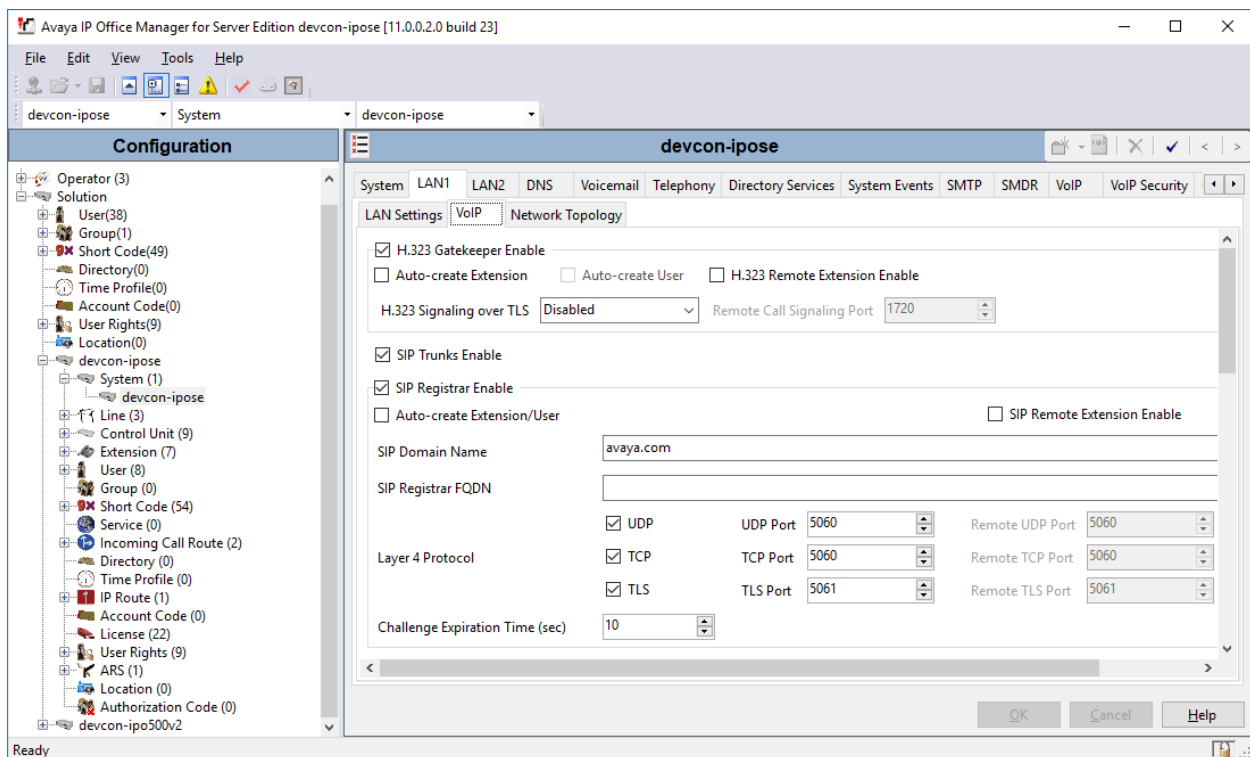 Avaya IP Office Manager for Server Edition devcon-ipose [11.0.0.2.0 build 23]
File Edit View Tools Help
devcon-ipose System devcon-ipose
Configuration
Operator (3)
Solution
User(38)
Group(1)
Short Code(49)
Directory(0)
Time Profile(0)
Account Code(0)
User Rights(9)
Location(0)
devcon-ipose
System (1)
devcon-ipose
Line (3)
Control Unit (9)
Extension (7)
User (8)
Group (0)
Short Code (54)
Service (0)
Incoming Call Route (2)
Directory (0)
Time Profile (0)
IP Route (1)
Account Code (0)
License (22)
User Rights (9)
ARS (1)
Location (0)
Authorization Code (0)
devcon-ipo500v2
devcon-ipose
System LAN1 LAN2 DNS Voicemail Telephony Directory Services System Events SMTP SMDR VoIP VoIP Security
LAN Settings VoIP Network Topology
H.323 Gatekeeper Enable
Auto-create Extension Auto-create User H.323 Remote Extension Enable
H.323 Signaling over TLS Disabled Remote Call Signaling Port 1720
SIP Trunks Enable
SIP Registrar Enable
Auto-create Extension/User SIP Remote Extension Enable
SIP Domain Name avaya.com
SIP Registrar FQDN
UDP UDP Port 5060 Remote UDP Port 5060
Layer 4 Protocol TCP TCP Port 5060 Remote TCP Port 5060
TLS TLS Port 5061 Remote TLS Port 5061
Challenge Expiration Time (sec) 10
OK Cancel Help
Ready